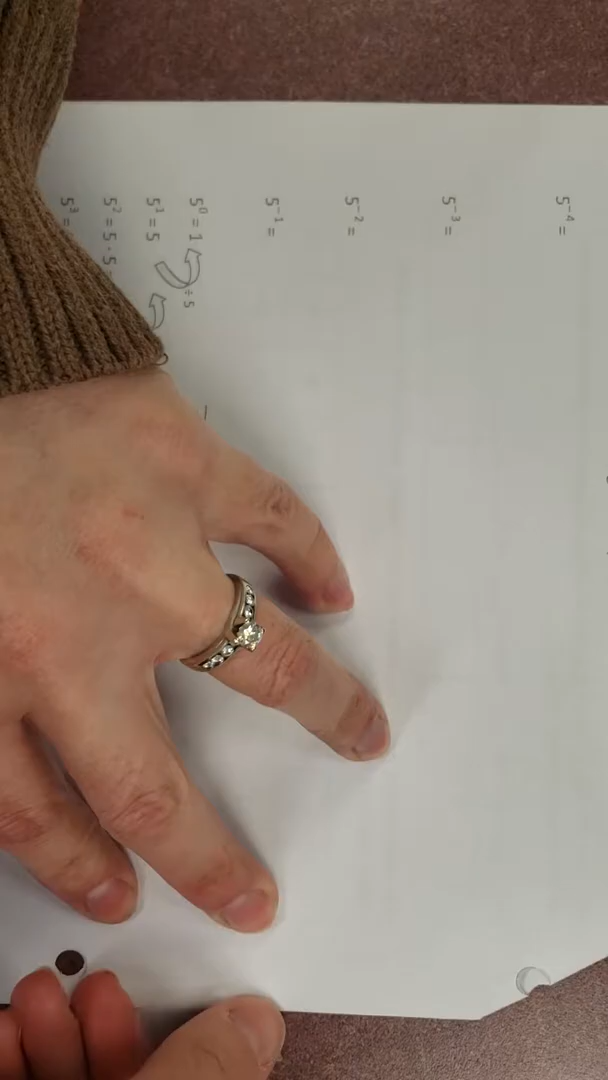 5³ =
5² = 5 · 5 =
5¹ = 5
÷ 5
5⁰ = 1
5⁻¹ =
5⁻² =
5⁻³ =
5⁻⁴ =